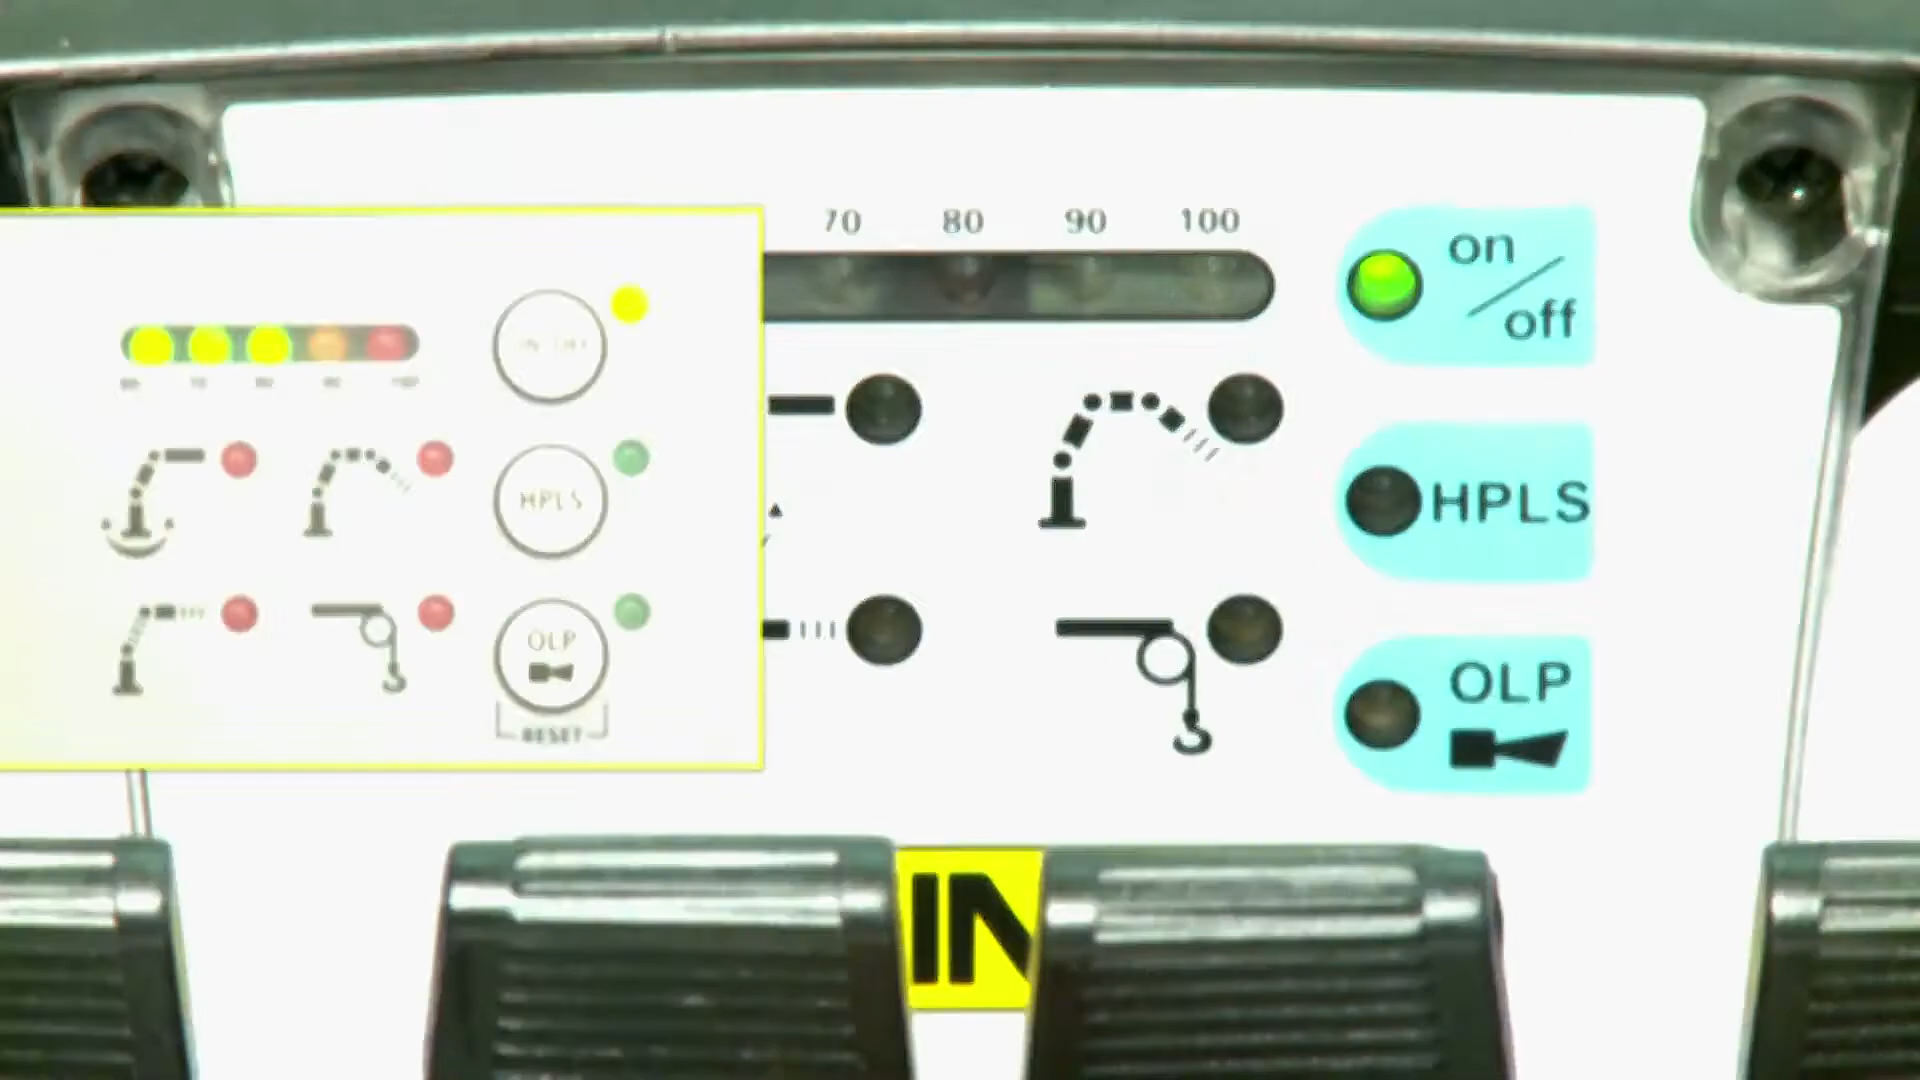 70 80 90 100
on
off
HPLS
OLP
HPLS
OLP
RESET
IN